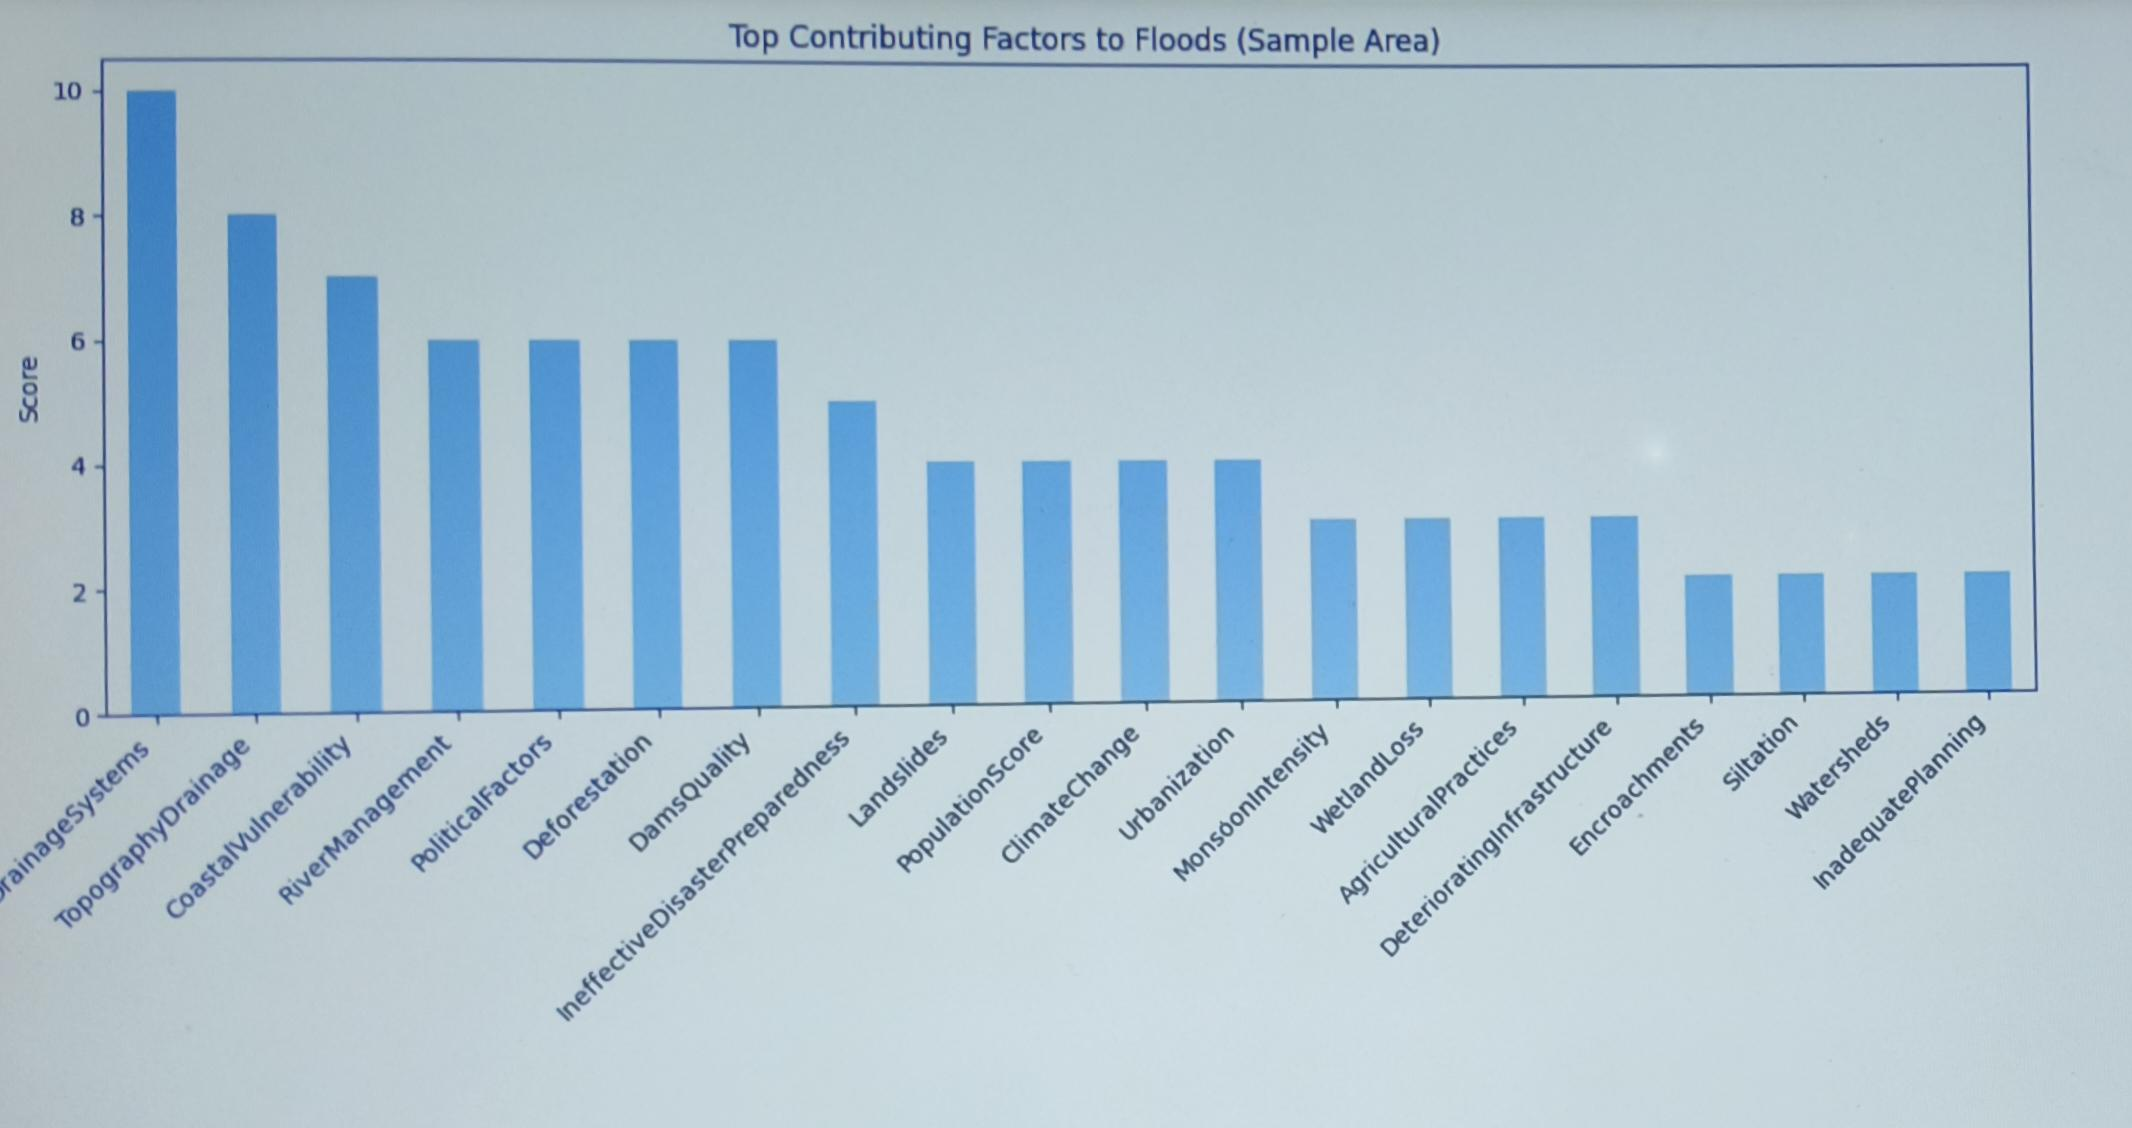 Top Contributing Factors to Floods (Sample Area)
Score
10
8
6
4
2
0
rainageSystems
TopographyDrainage
CoastalVulnerability
RiverManagement
PoliticalFactors
Deforestation
DamsQuality
IneffectiveDisasterPreparedness
Landslides
PopulationScore
ClimateChange
Urbanization
MonsoonIntensity
WetlandLoss
AgriculturalPractices
DeterioratingInfrastructure
Encroachments
Siltation
Watersheds
InadequatePlanning